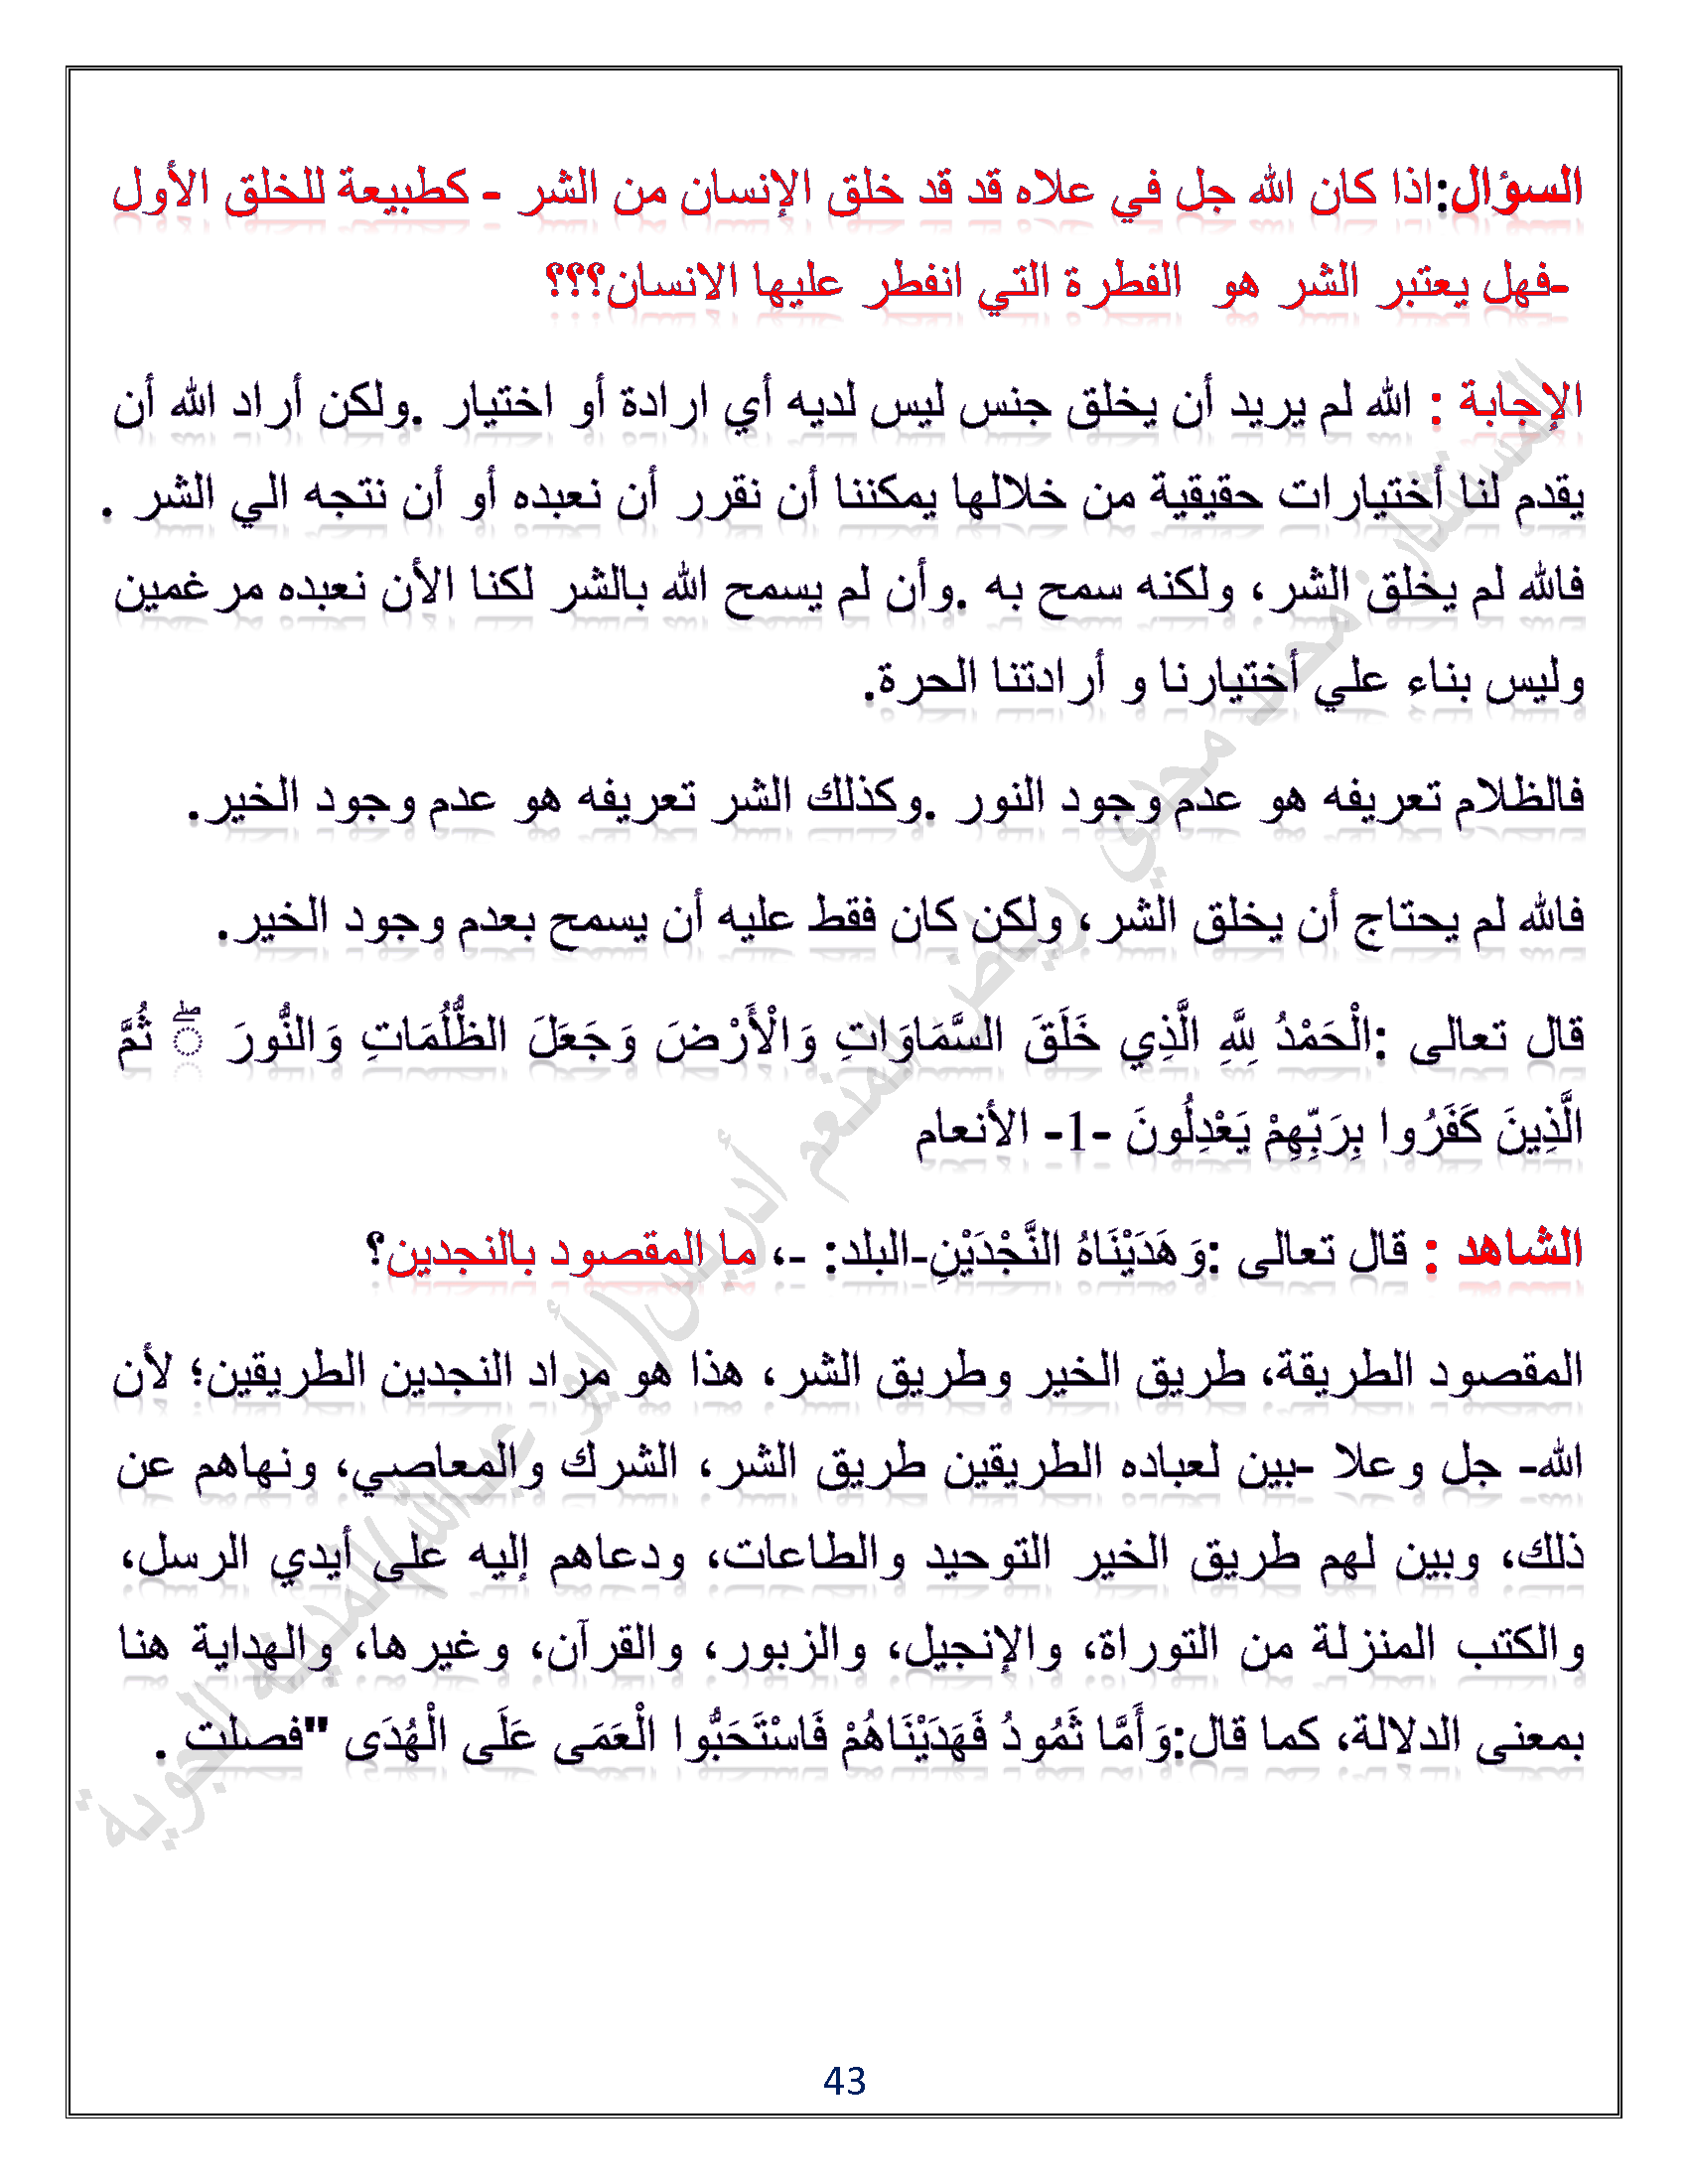 السؤال:اذا كان الله جل في علاه قد قد خلق الإنسان من الشر - كطبيعة للخلق الأول
-فهل يعتبر الشر هو الفطرة التي انفطر عليها الانسان؟؟؟
الإجابة : الله لم يريد أن يخلق جنس ليس لديه أي ارادة أو اختيار .ولكن أراد الله أن
يقدم لنا أختيارات حقيقية من خلالها يمكننا أن نقرر أن نعبده أو أن نتجه الي الشر .
فالله لم يخلق الشر، ولكنه سمح به .وأن لم يسمح الله بالشر لكنا الأن نعبده مرغمين
وليس بناء علي أختيارنا و أرادتنا الحرة.
فالظلام تعريفه هو عدم وجود النور .وكذلك الشر تعريفه هو عدم وجود الخير.
فالله لم يحتاج أن يخلق الشر، ولكن كان فقط عليه أن يسمح بعدم وجود الخير.
قال تعالى :الْحَمْدُ لِلَّهِ الَّذِي خَلَقَ السَّمَاوَاتِ وَالْأَرْضَ وَجَعَلَ الظُّلُمَاتِ وَالنُّورَ ۖ ثُمَّ
الَّذِينَ كَفَرُوا بِرَبِّهِمْ يَعْدِلُونَ -1- الأنعام
الشاهد : قال تعالى :وَهَدَيْنَاهُ النَّجْدَيْنِ-البلد: -، ما المقصود بالنجدين؟
المقصود الطريقة، طريق الخير وطريق الشر، هذا هو مراد النجدين الطريقين؛ لأن
الله- جل وعلا -بين لعباده الطريقين طريق الشر، الشرك والمعاصي، ونهاهم عن
ذلك، وبين لهم طريق الخير التوحيد والطاعات، ودعاهم إليه على أيدي الرسل،
والكتب المنزلة من التوراة، والإنجيل، والزبور، والقرآن، وغيرها، والهداية هنا
بمعنى الدلالة، كما قال:وَأَمَّا ثَمُودُ فَهَدَيْنَاهُمْ فَاسْتَحَبُّوا الْعَمَى عَلَى الْهُدَى "فصلت .
المستشار: محمد مجدي رياض المنعم أدريس(أبو عبدالله)المدينه الجوية
43